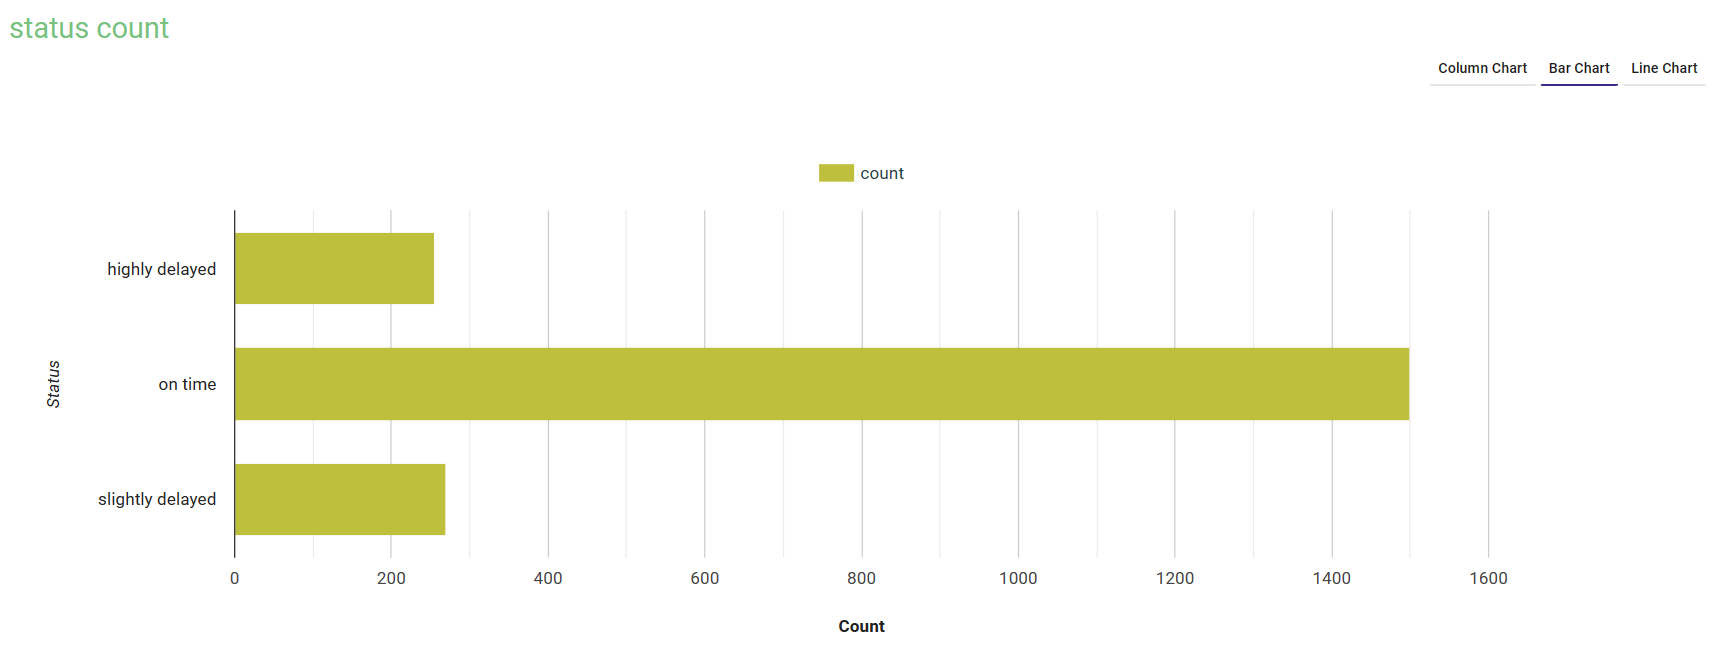 status count
Column Chart Bar Chart Line Chart
count
highly delayed
on time
slightly delayed
Status
0 200 400 600 800 1000 1200 1400 1600
Count